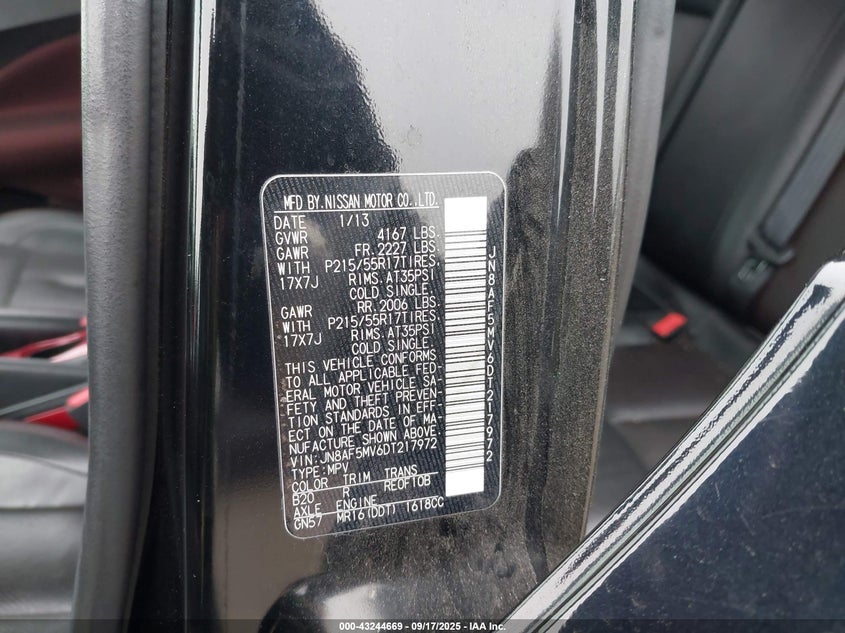 MFD BY. NISSAN MOTOR CO.,LTD.
DATE 1/13
GVWR 4167 LBS.
GAWR FR. 2227 LBS.
WITH P215/55R17TIRES.
17X7J RIMS. AT35PSI
COLD SINGLE.
GAWR RR. 2006 LBS.
WITH P215/55R17TIRES.
17X7J RIMS. AT35PSI
COLD SINGLE.
THIS VEHICLE CONFORMS
TO ALL APPLICABLE FED-
ERAL MOTOR VEHICLE SA-
FETY AND THEFT PREVEN-
TION STANDARDS IN EFF-
ECT ON THE DATE OF MA-
NUFACTURE SHOWN ABOVE.
VIN:JN8AF5MV6DT217972
TYPE:MPV
COLOR TRIM TRANS
B20 R RE0F10B
AXLE ENGINE
GN57 MR16(DDT) 1618CC
JN8AF5MV6DT217972
000-43244669 - 09/17/2025 - IAA Inc.